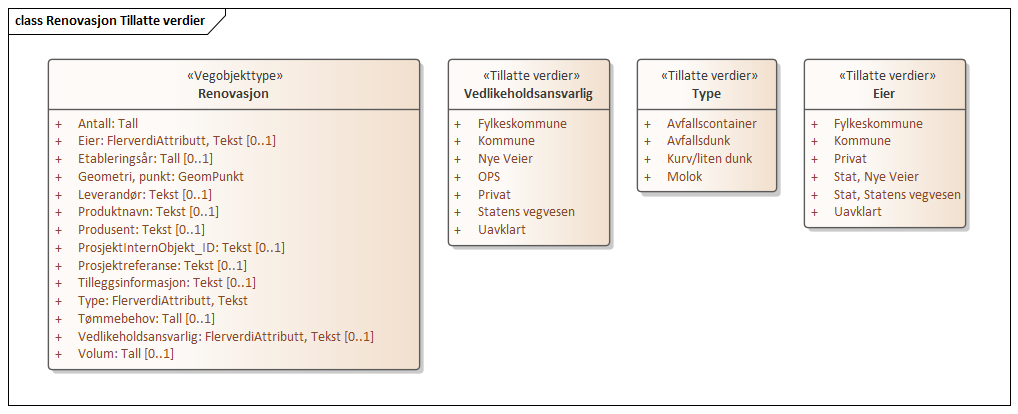 class Renovasjon Tillatte verdier
«Vegobjekttype»
Renovasjon
+ Antall: Tall
+ Eier: FlerverdiAttributt, Tekst [0..1]
+ Etableringsår: Tall [0..1]
+ Geometri, punkt: GeomPunkt
+ Leverandør: Tekst [0..1]
+ Produktnavn: Tekst [0..1]
+ Produsent: Tekst [0..1]
+ ProsjektInternObjekt_ID: Tekst [0..1]
+ Prosjektreferanse: Tekst [0..1]
+ Tilleggsinformasjon: Tekst [0..1]
+ Type: FlerverdiAttributt, Tekst
+ Tømmebehov: Tall [0..1]
+ Vedlikeholdsansvarlig: FlerverdiAttributt, Tekst [0..1]
+ Volum: Tall [0..1]
«Tillatte verdier»
Vedlikeholdsansvarlig
+ Fylkeskommune
+ Kommune
+ Nye Veier
+ OPS
+ Privat
+ Statens vegvesen
+ Uavklart
«Tillatte verdier»
Type
+ Avfallscontainer
+ Avfallsdunk
+ Kurv/liten dunk
+ Molok
«Tillatte verdier»
Eier
+ Fylkeskommune
+ Kommune
+ Privat
+ Stat, Nye Veier
+ Stat, Statens vegvesen
+ Uavklart